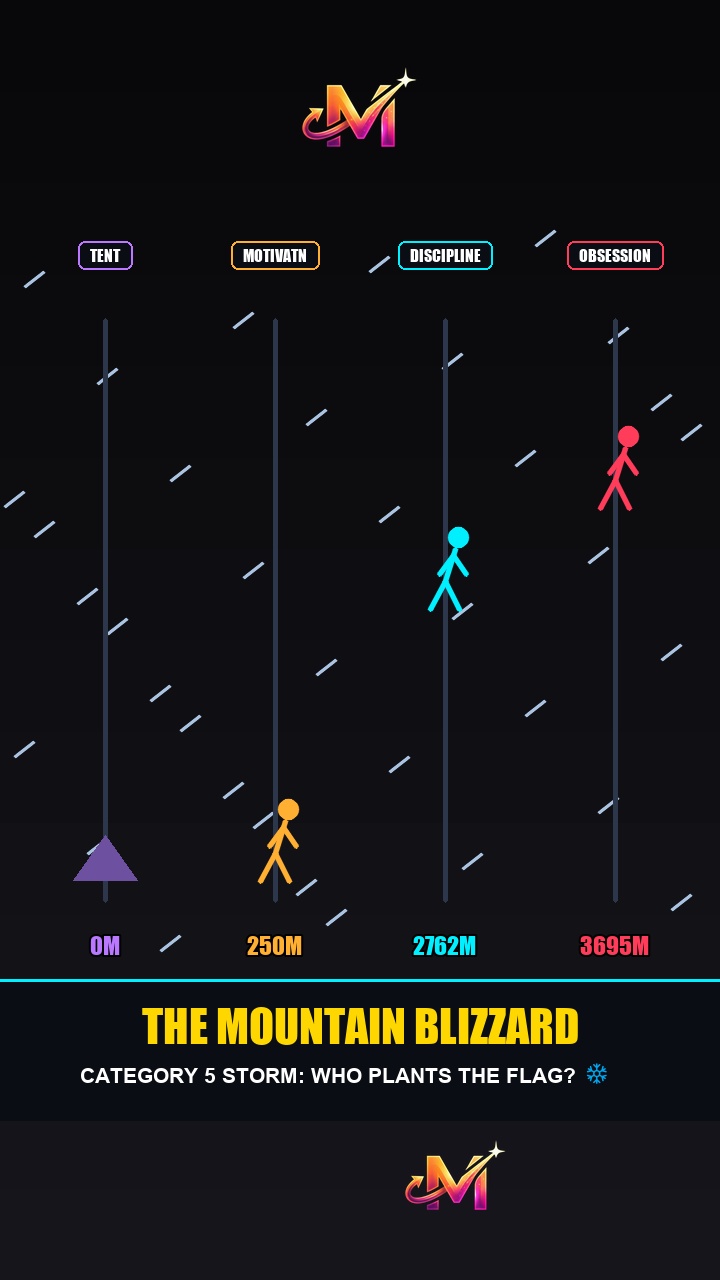 M
TENT
MOTIVATN
DISCIPLINE
OBSESSION
0M
250M
2762M
3695M
THE MOUNTAIN BLIZZARD
CATEGORY 5 STORM: WHO PLANTS THE FLAG? ❄
M